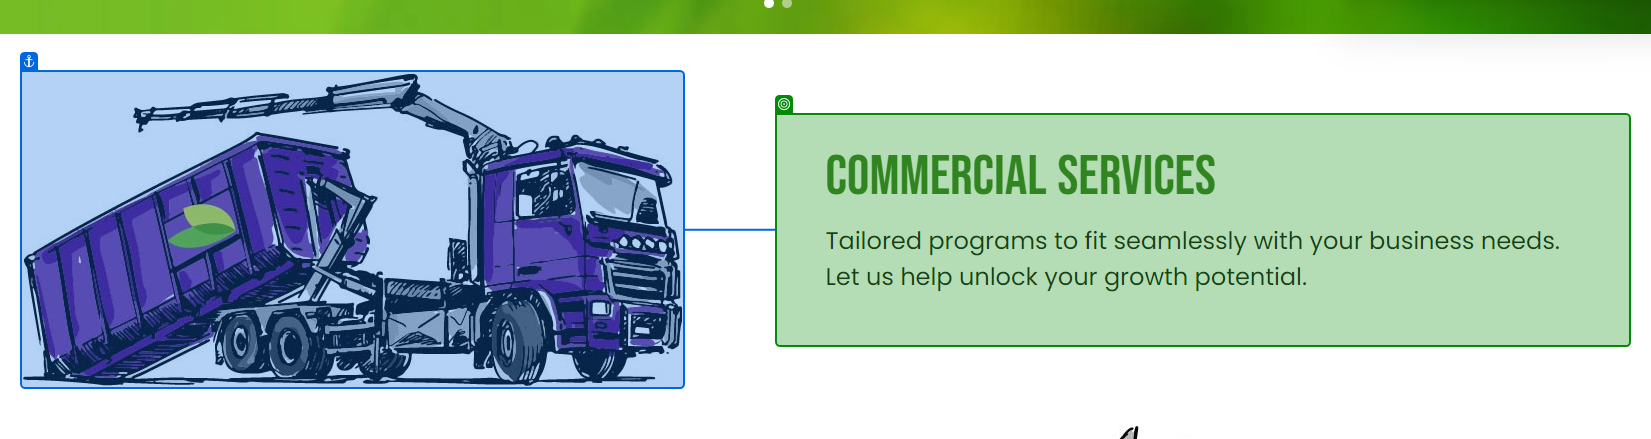 COMMERCIAL SERVICES
Tailored programs to fit seamlessly with your business needs.
Let us help unlock your growth potential.